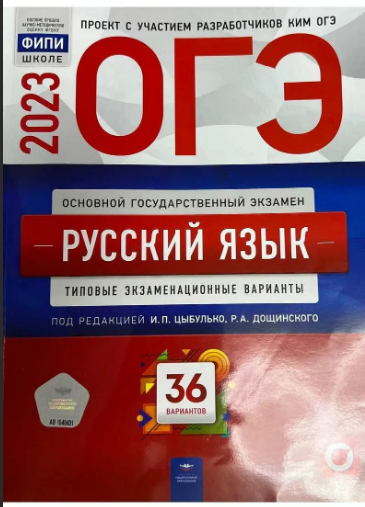 ПРОЕКТ С УЧАСТИЕМ РАЗРАБОТЧИКОВ КИМ ОГЭ
ФИПИ
ШКОЛЕ
2023
ОГЭ
ОСНОВНОЙ ГОСУДАРСТВЕННЫЙ ЭКЗАМЕН
РУССКИЙ ЯЗЫК
ТИПОВЫЕ ЭКЗАМЕНАЦИОННЫЕ ВАРИАНТЫ
ПОД РЕДАКЦИЕЙ И.П. ЦЫБУЛЬКО, Р.А. ДОЩИНСКОГО
36
ВАРИАНТОВ